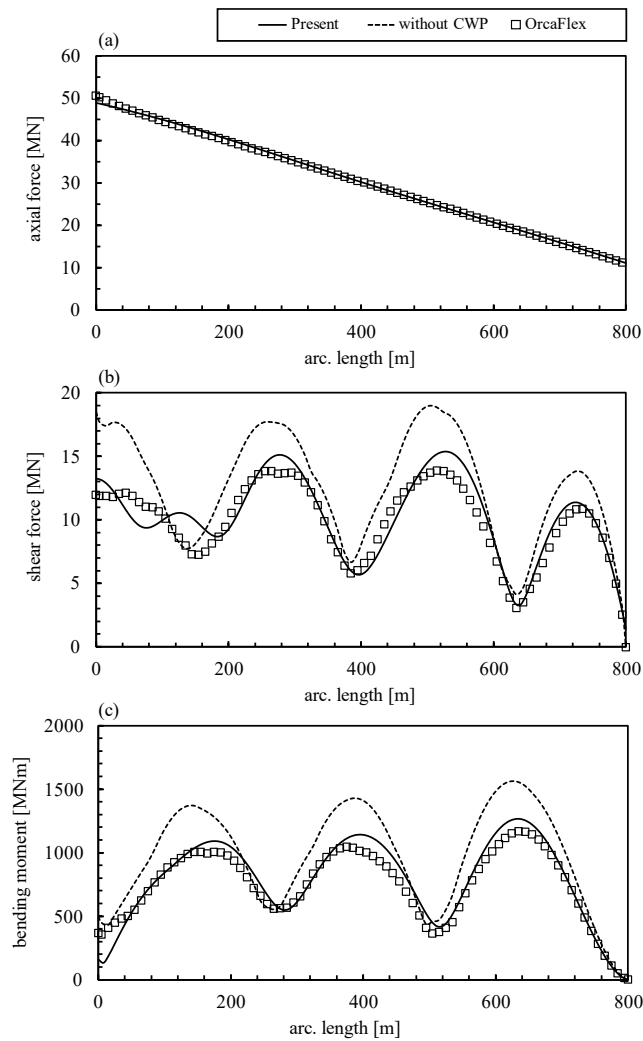 Present without CWP OrcaFlex
(a)
60
50
40
30
20
10
0
axial force [MN]
0 200 400 600 800
arc. length [m]
(b)
20
15
10
5
0
shear force [MN]
0 200 400 600 800
arc. length [m]
(c)
2000
1500
1000
500
0
bending moment [MNm]
0 200 400 600 800
arc. length [m]